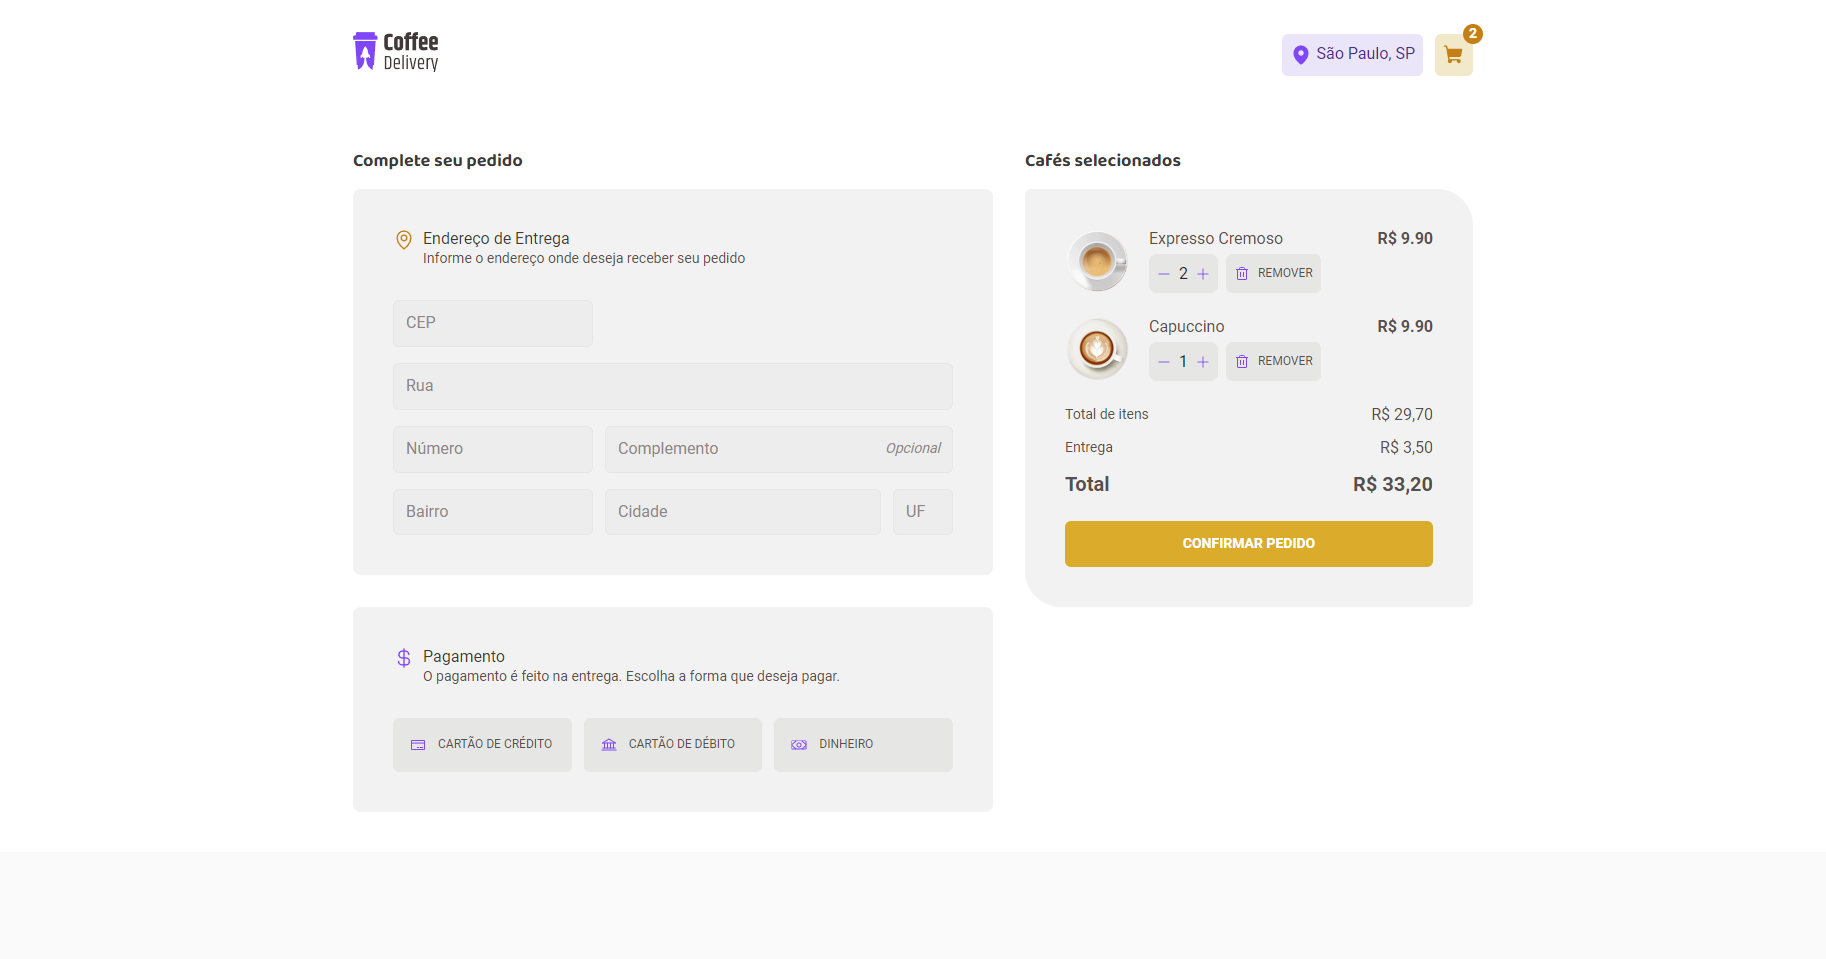 Coffee
Delivery
São Paulo, SP
2
Complete seu pedido
Endereço de Entrega
Informe o endereço onde deseja receber seu pedido
CEP
Rua
Número
Complemento
Opcional
Bairro
Cidade
UF
Pagamento
O pagamento é feito na entrega. Escolha a forma que deseja pagar.
CARTÃO DE CRÉDITO
CARTÃO DE DÉBITO
DINHEIRO
Cafés selecionados
Expresso Cremoso
R$ 9.90
2
REMOVER
Capuccino
R$ 9.90
1
REMOVER
Total de itens
R$ 29,70
Entrega
R$ 3,50
Total
R$ 33,20
CONFIRMAR PEDIDO